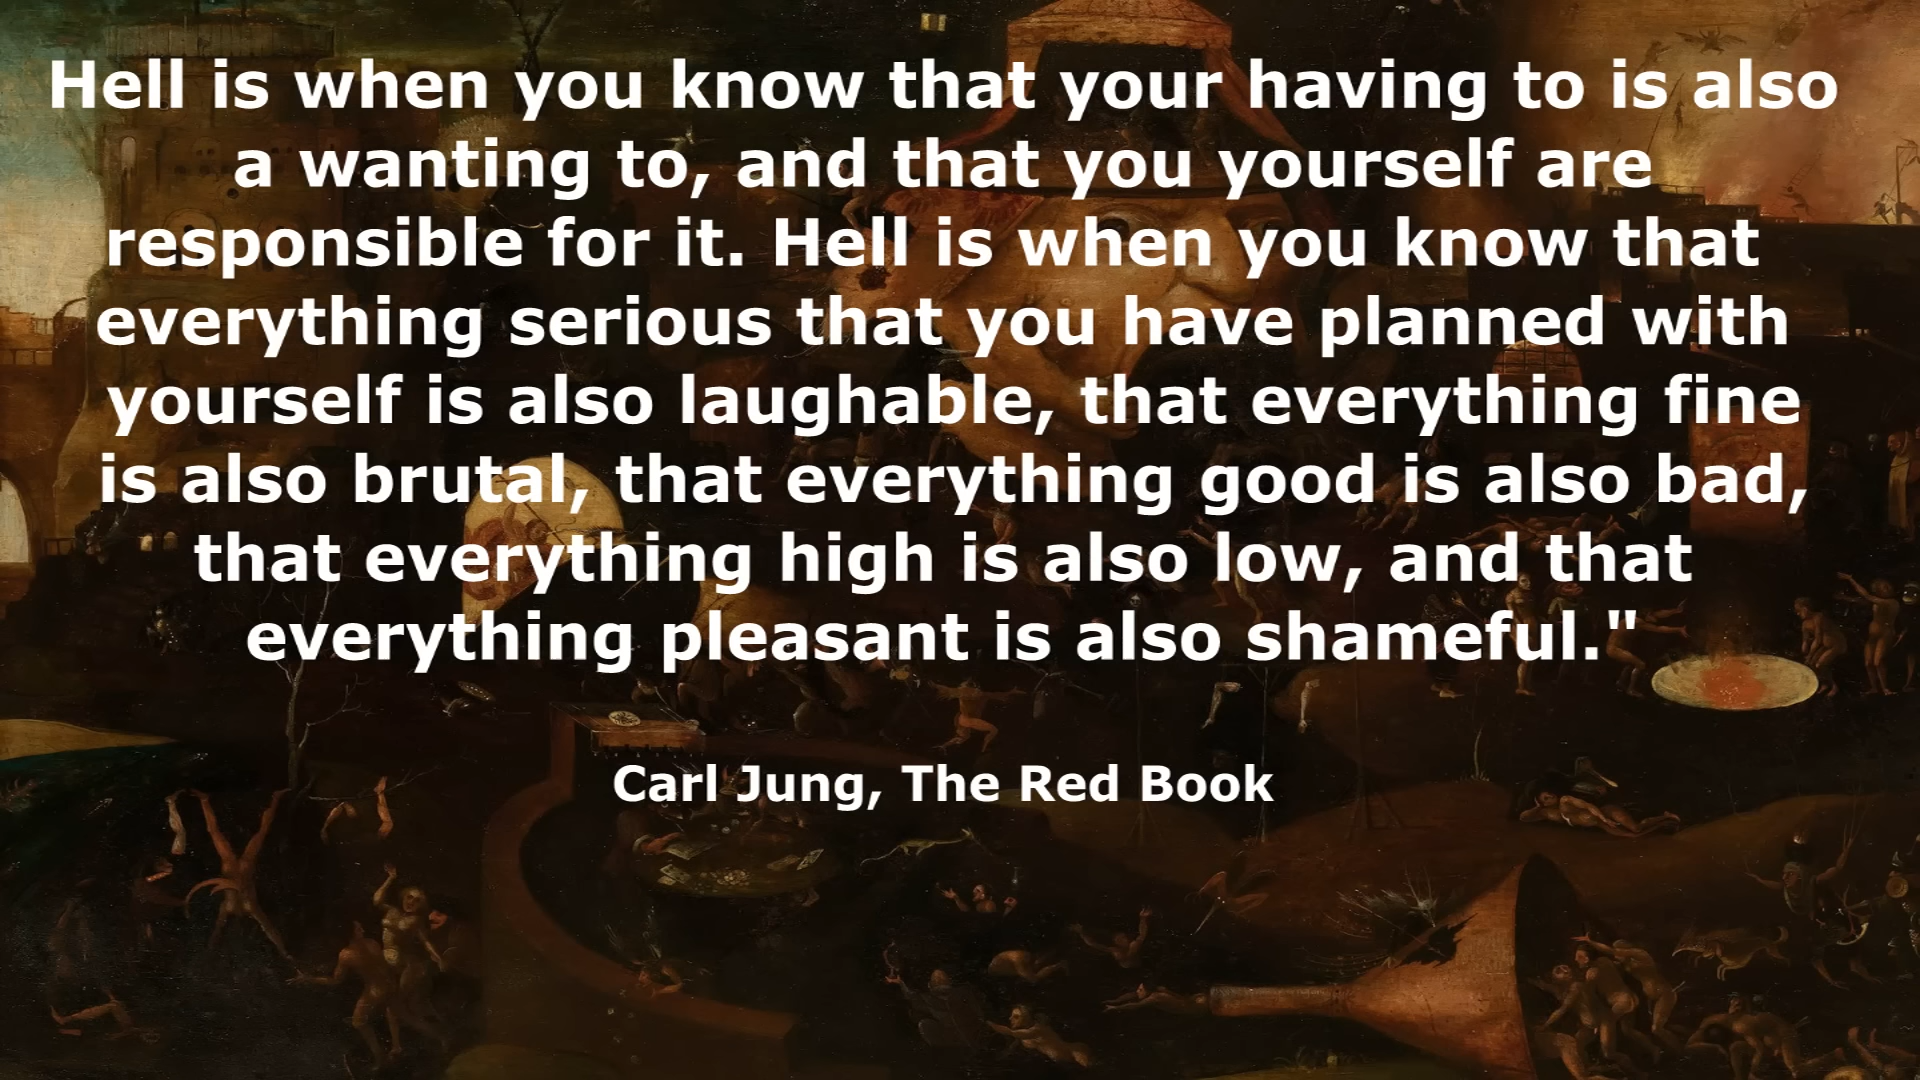 Hell is when you know that your having to is also
a wanting to, and that you yourself are
responsible for it. Hell is when you know that
everything serious that you have planned with
yourself is also laughable, that everything fine
is also brutal, that everything good is also bad,
that everything high is also low, and that
everything pleasant is also shameful."
Carl Jung, The Red Book